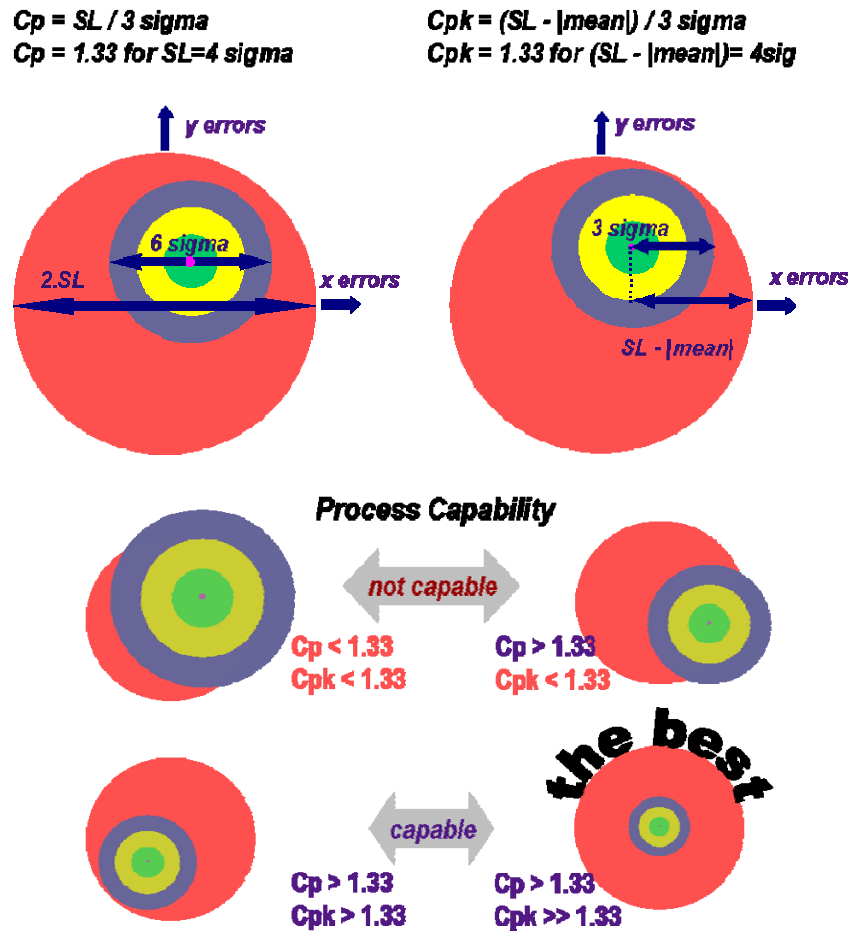 Cp = SL / 3 sigma
Cp = 1.33 for SL=4 sigma
Cpk = (SL - |mean|) / 3 sigma
Cpk = 1.33 for (SL - |mean|)= 4sig
y errors
6 sigma
2.SL
x errors
y errors
3 sigma
x errors
SL - |mean|
Process Capability
not capable
Cp < 1.33
Cpk < 1.33
Cp > 1.33
Cpk < 1.33
the best
capable
Cp > 1.33
Cpk > 1.33
Cp > 1.33
Cpk >> 1.33